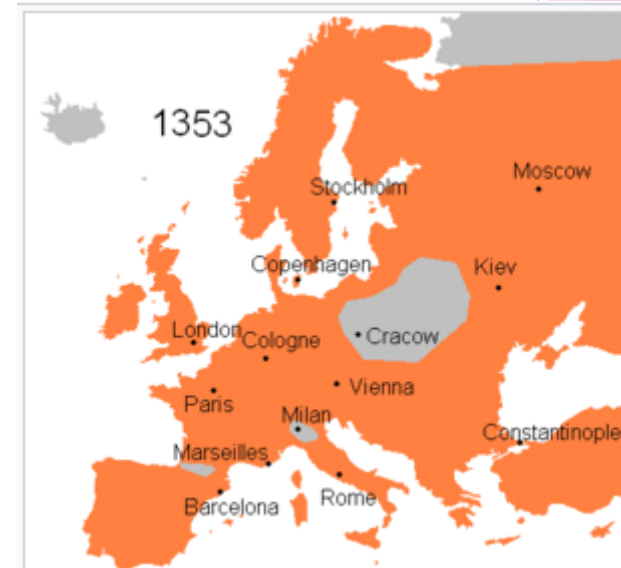 1353
Moscow
Stockholm
Copenhagen
Kiev
London
Cologne
Cracow
Vienna
Paris
Milan
Constantinople
Marseilles
Barcelona
Rome